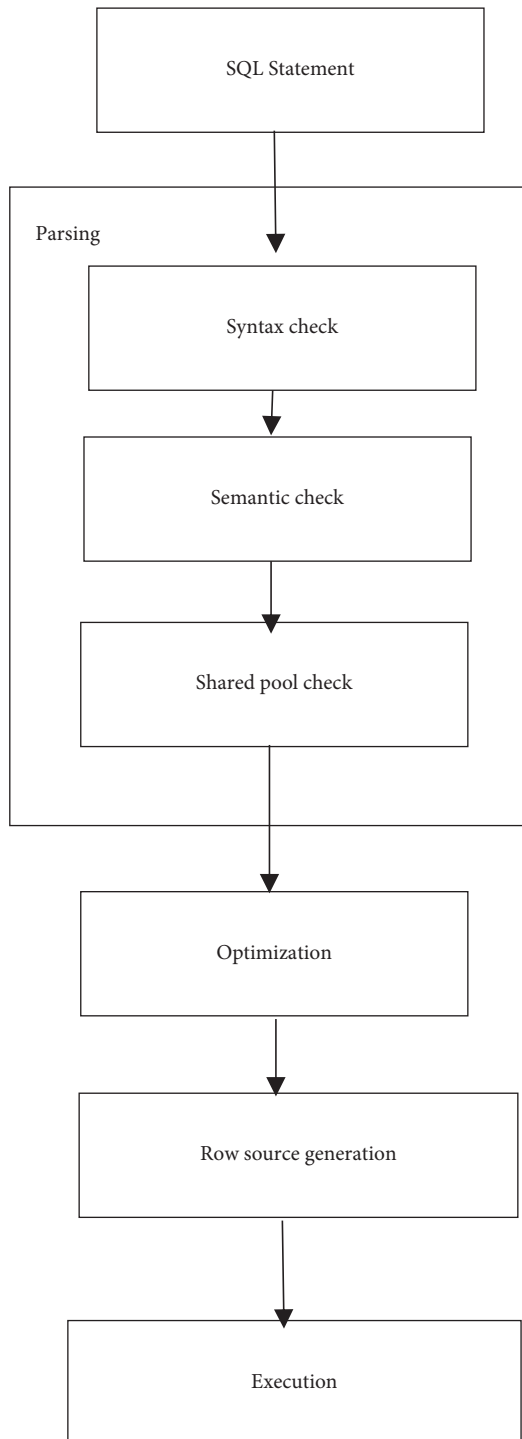 SQL Statement
Parsing
Syntax check
Semantic check
Shared pool check
Optimization
Row source generation
Execution